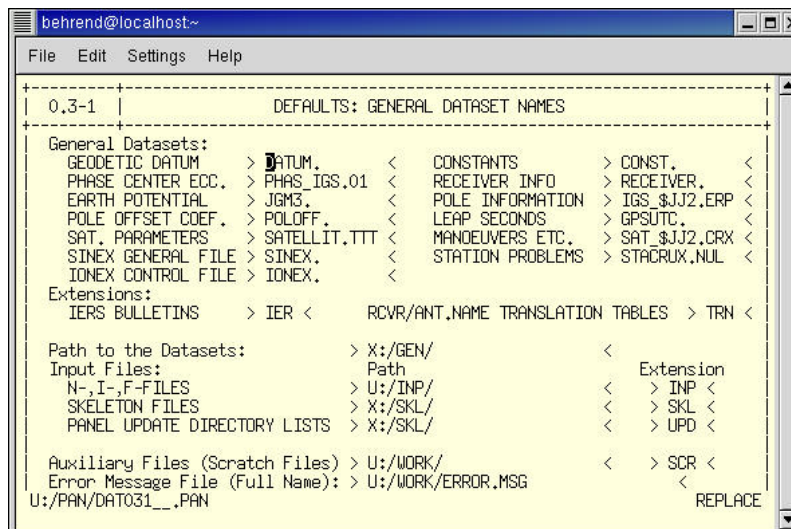 behrend@localhost:~
File Edit Settings Help
0.3-1 | DEFAULTS: GENERAL DATASET NAMES
General Datasets:
GEODETIC DATUM > DATUM. < CONSTANTS > CONST. <
PHASE CENTER ECC. > PHAS_IGS.01 < RECEIVER INFO > RECEIVER. <
EARTH POTENTIAL > JGM3. < POLE INFORMATION > IGS_$JJ2.ERP <
POLE OFFSET COEF. > POLOFF. < LEAP SECONDS > GPSUTC. <
SAT. PARAMETERS > SATELLIT.TTT < MANOEUVERS ETC. > SAT_$JJ2.CRX <
SINEX GENERAL FILE > SINEX. < STATION PROBLEMS > STACRUX.NUL <
IONEX CONTROL FILE > IONEX. <
Extensions:
IERS BULLETINS > IER < RCVR/ANT.NAME TRANSLATION TABLES > TRN <
Path to the Datasets: > X:/GEN/ <
Input Files: Path Extension
N-,I-,F-FILES > U:/INP/ < > INP <
SKELETON FILES > X:/SKL/ < > SKL <
PANEL UPDATE DIRECTORY LISTS > X:/SKL/ < > UPD <
Auxiliary Files (Scratch Files) > U:/WORK/ < > SCR <
Error Message File (Full Name): > U:/WORK/ERROR.MSG <
U:/PAN/DAT031__.PAN REPLACE